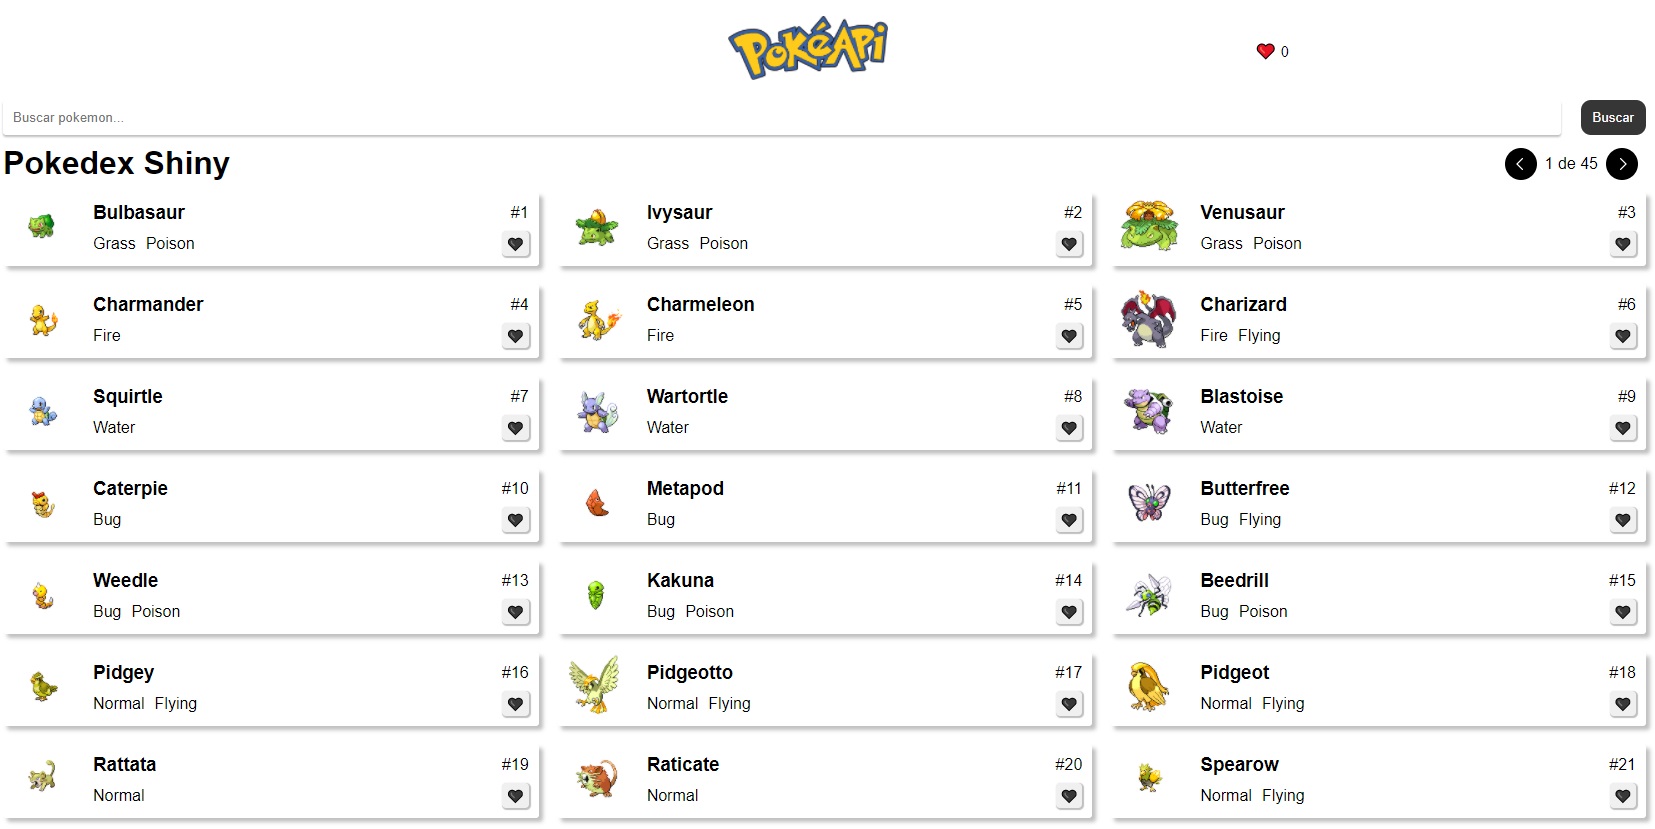 PokéApi
0
Buscar pokemon...
Buscar
Pokedex Shiny
1 de 45
Bulbasaur #1
Grass Poison
Ivysaur #2
Grass Poison
Venusaur #3
Grass Poison
Charmander #4
Fire
Charmeleon #5
Fire
Charizard #6
Fire Flying
Squirtle #7
Water
Wartortle #8
Water
Blastoise #9
Water
Caterpie #10
Bug
Metapod #11
Bug
Butterfree #12
Bug Flying
Weedle #13
Bug Poison
Kakuna #14
Bug Poison
Beedrill #15
Bug Poison
Pidgey #16
Normal Flying
Pidgeotto #17
Normal Flying
Pidgeot #18
Normal Flying
Rattata #19
Normal
Raticate #20
Normal
Spearow #21
Normal Flying